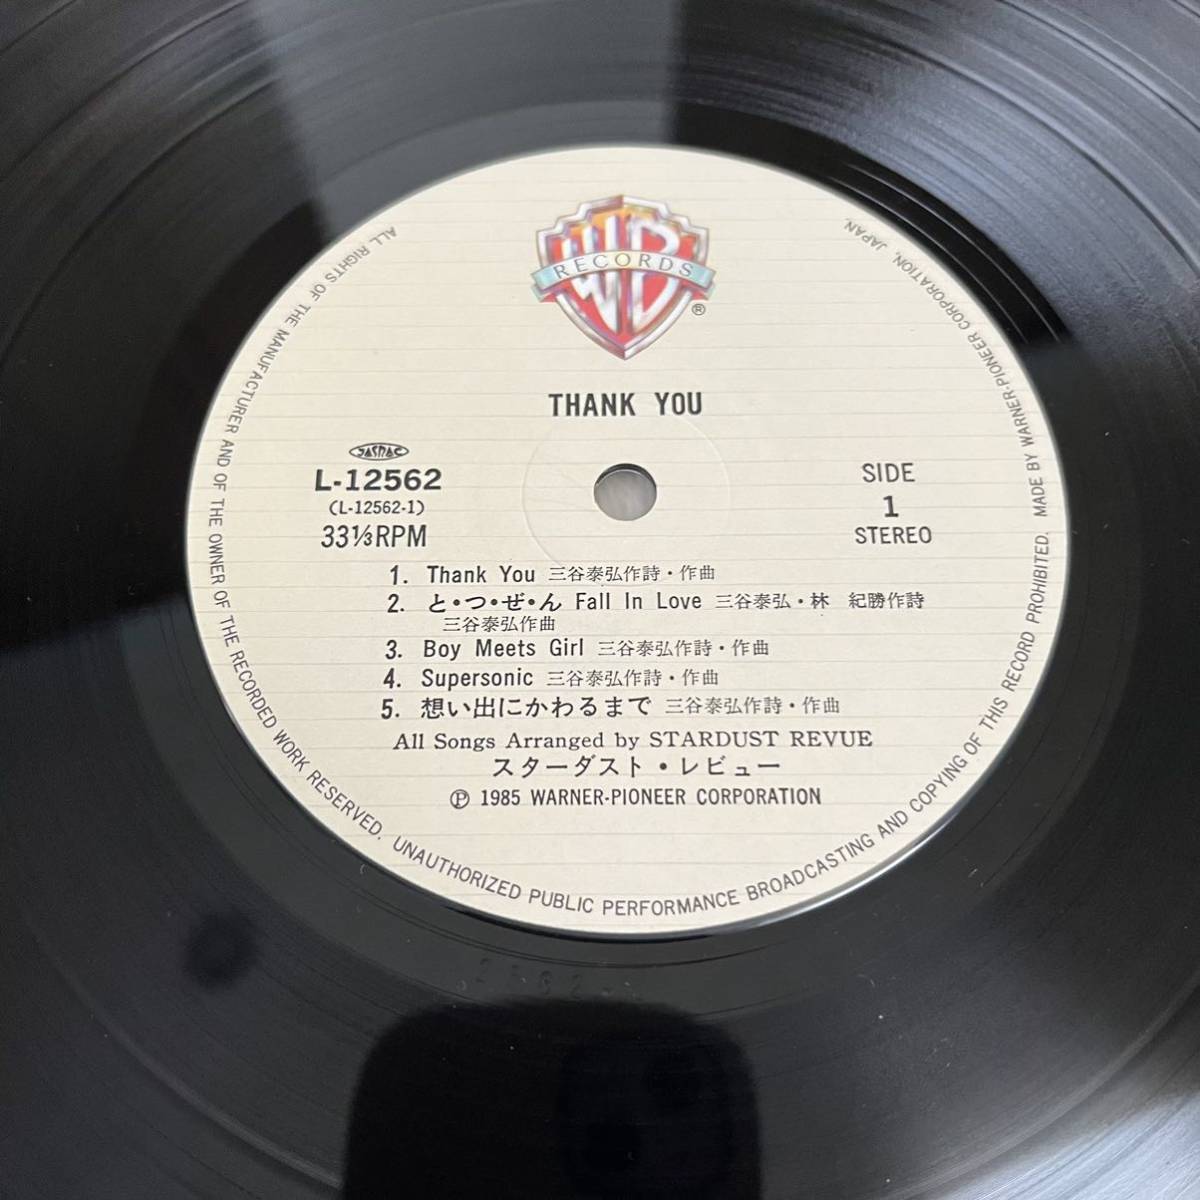 WB
RECORDS
®
THANK YOU
JASRAC
L-12562
(L-12562-1)
33⅓RPM
SIDE
1
STEREO
1. Thank You 三谷泰弘作詩・作曲
2. と・つ・ぜ・ん Fall In Love 三谷泰弘・林 紀勝作詩
三谷泰弘作曲
3. Boy Meets Girl 三谷泰弘作詩・作曲
4. Supersonic 三谷泰弘作詩・作曲
5. 想い出にかわるまで 三谷泰弘作詩・作曲
All Songs Arranged by STARDUST REVUE
スターダスト・レビュー
Ⓟ 1985 WARNER-PIONEER CORPORATION
ALL RIGHTS OF THE MANUFACTURER AND OF THE OWNER OF THE RECORDED WORK RESERVED. UNAUTHORIZED PUBLIC PERFORMANCE BROADCASTING AND COPYING OF THIS RECORD PROHIBITED. MADE BY WARNER-PIONEER CORPORATION, JAPAN.